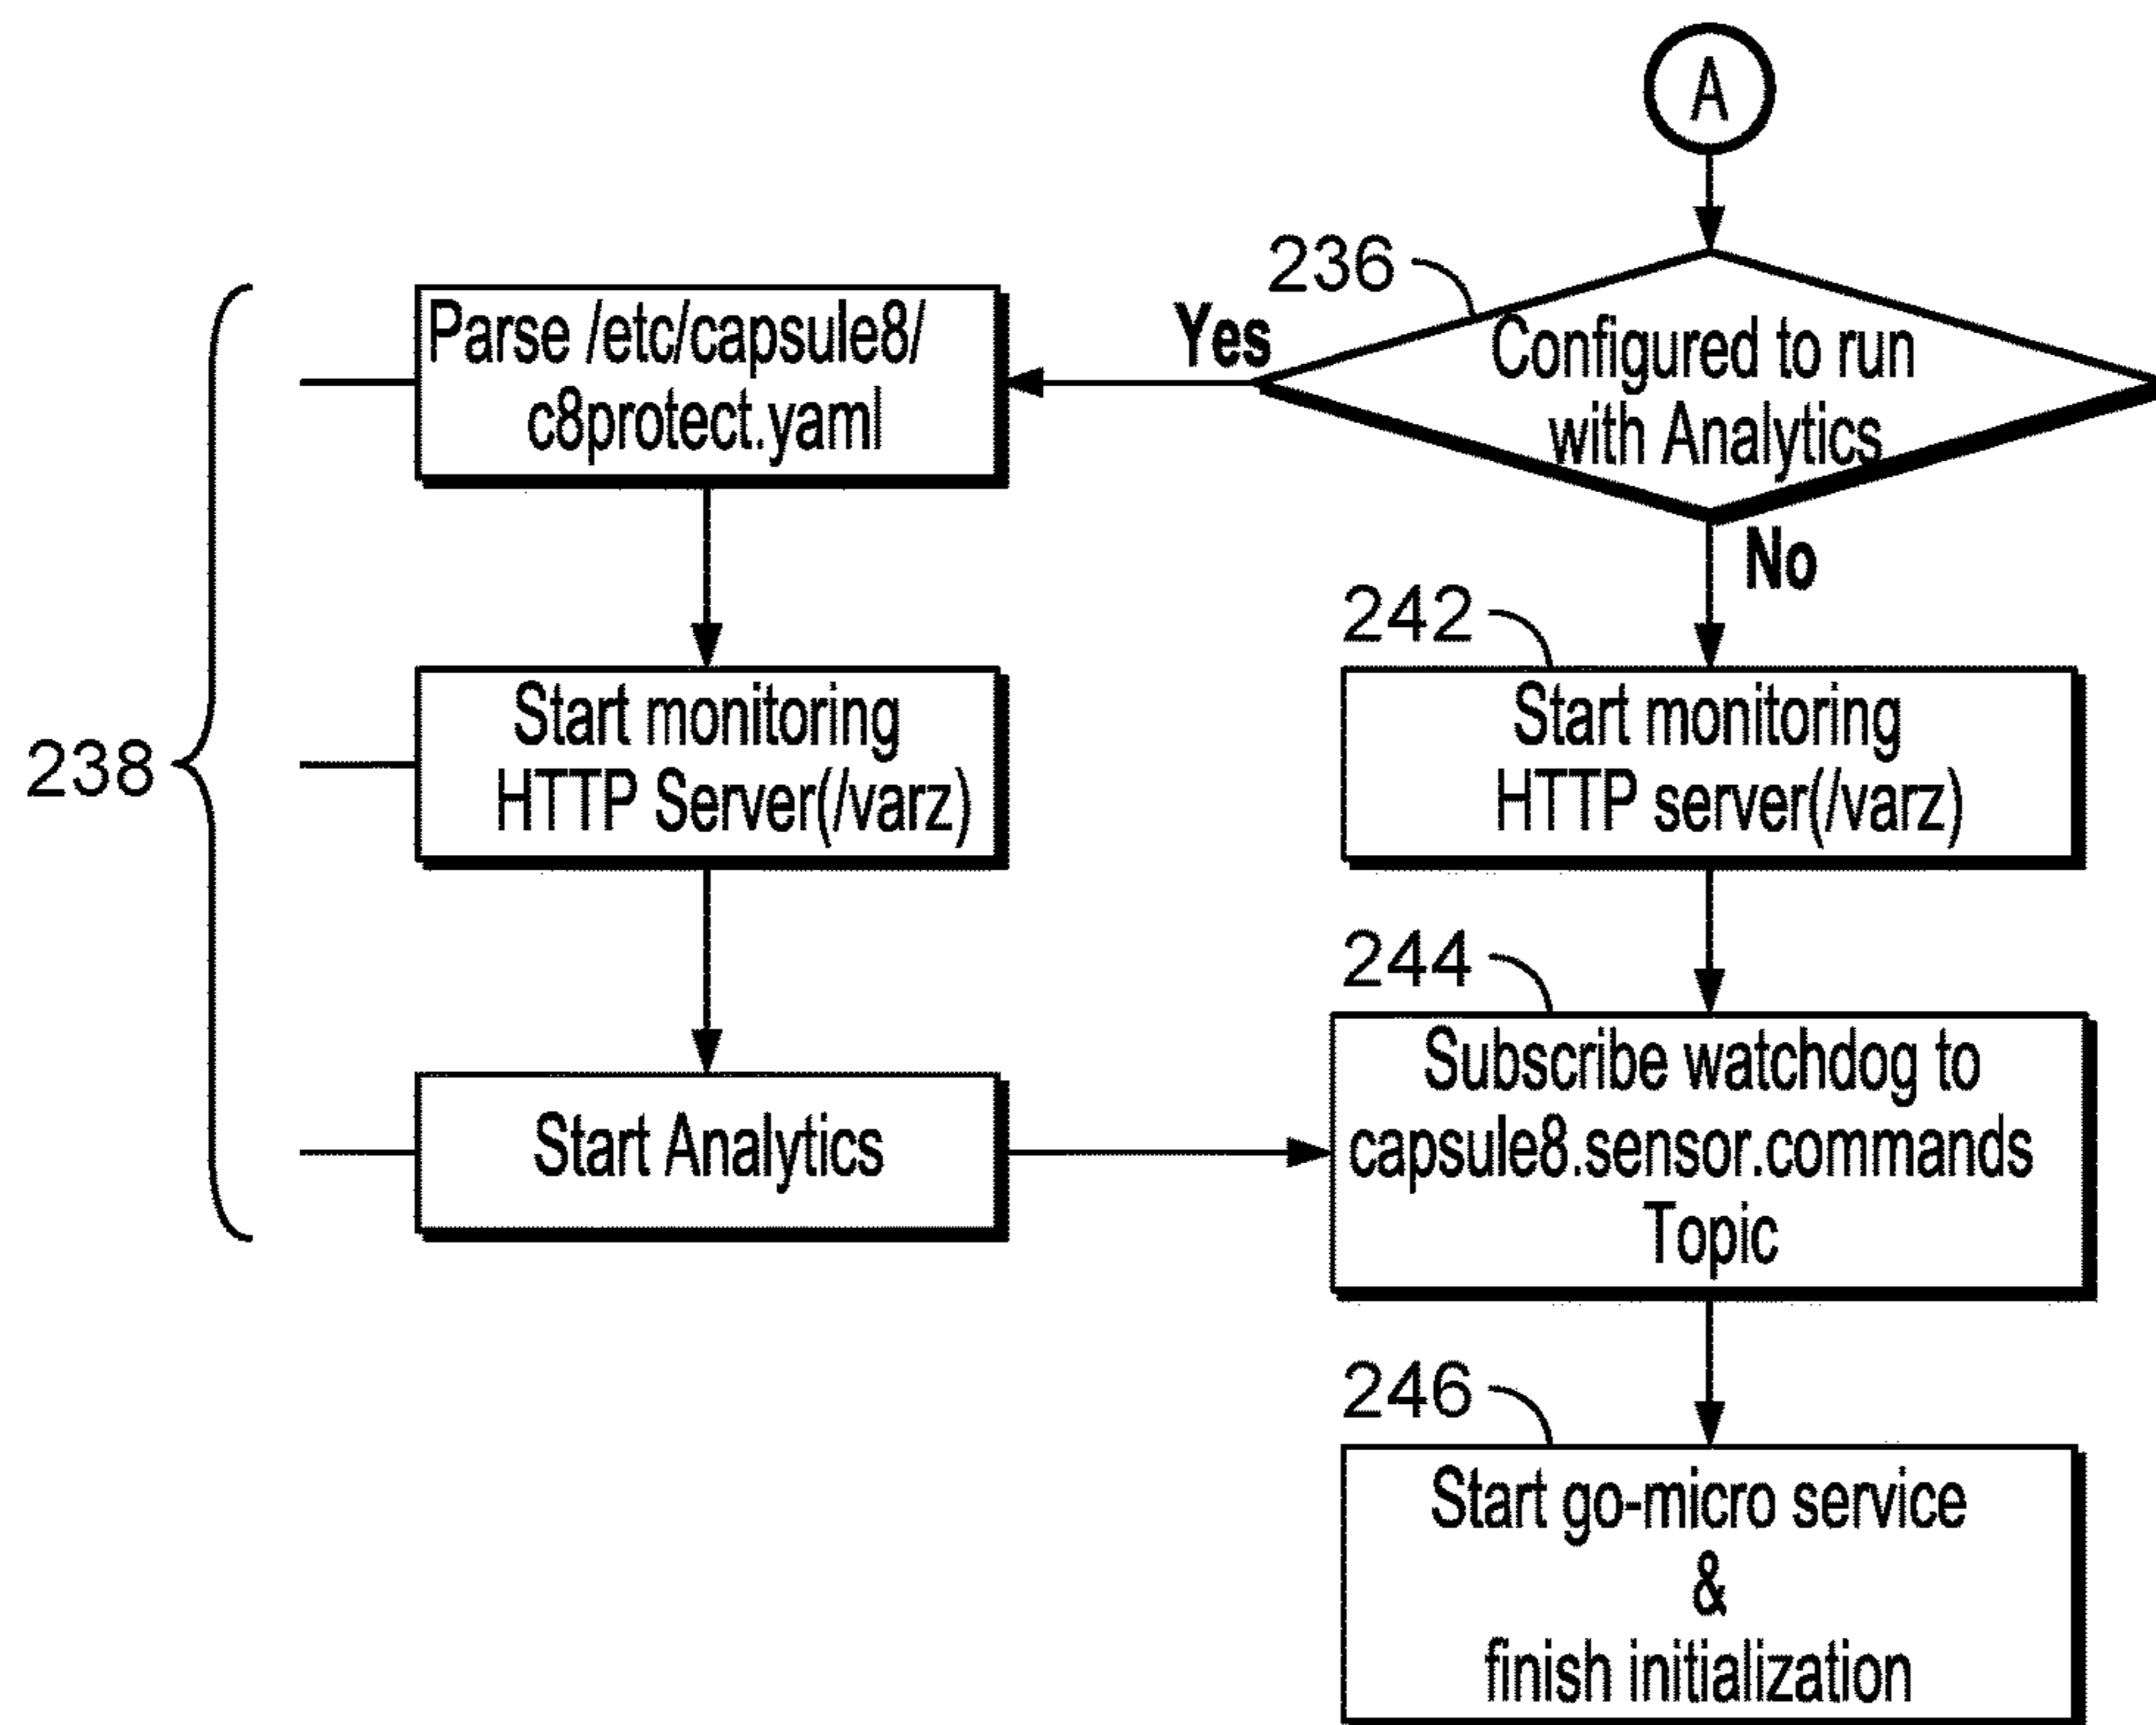 A
236
Configured to run
with Analytics
Yes
No
238
Parse /etc/capsule8/
c8protect.yaml
Start monitoring
HTTP Server(/varz)
Start Analytics
242
Start monitoring
HTTP server(/varz)
244
Subscribe watchdog to
capsule8.sensor.commands
Topic
246
Start go-micro service
&
finish initialization